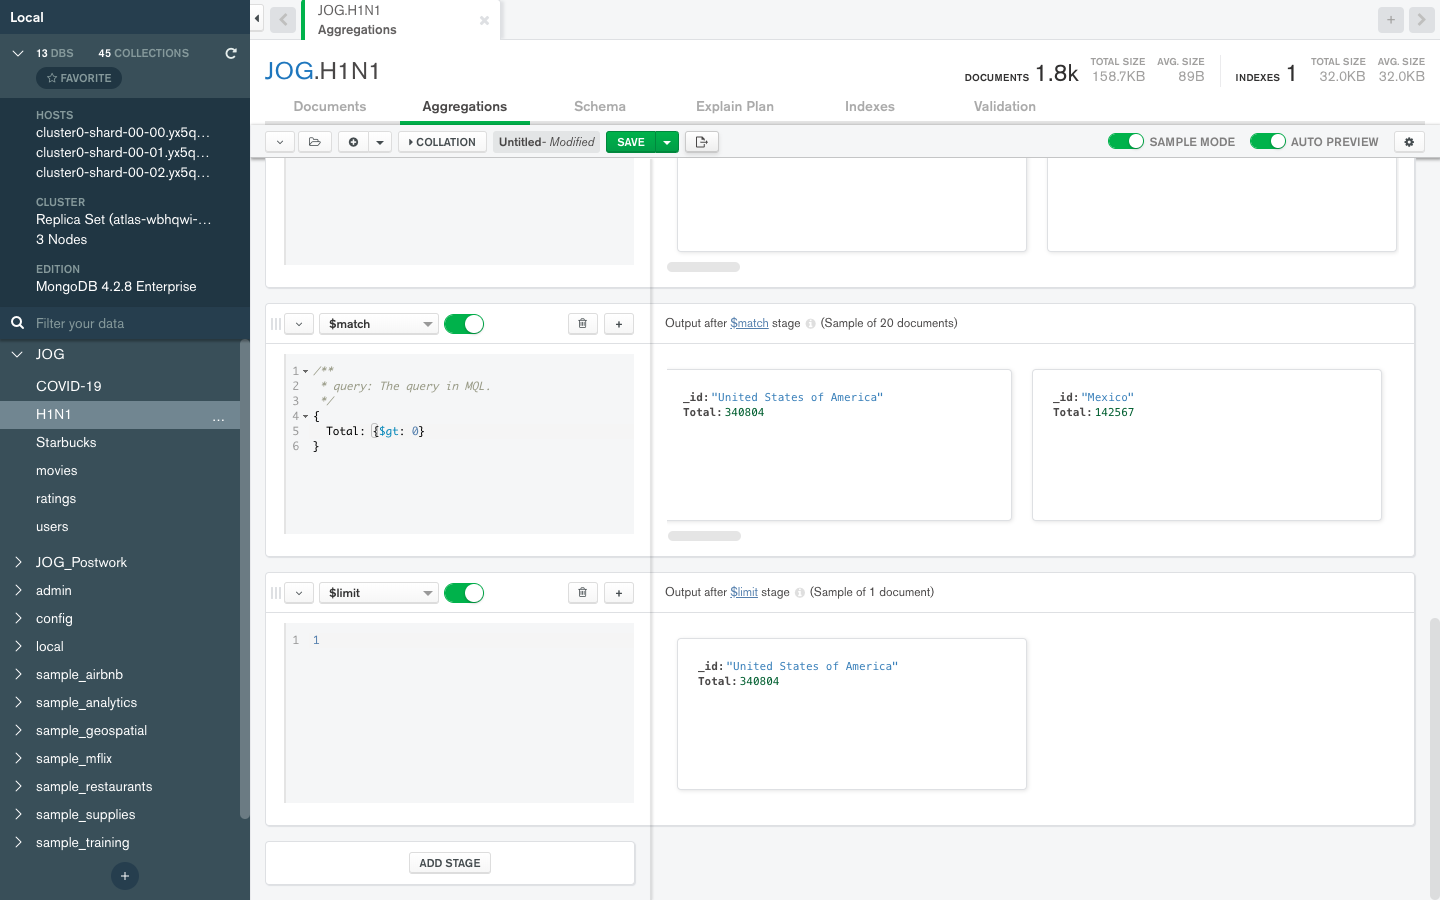 Local
13 DBS 45 COLLECTIONS
FAVORITE
HOSTS
cluster0-shard-00-00.yx5q...
cluster0-shard-00-01.yx5q...
cluster0-shard-00-02.yx5q...
CLUSTER
Replica Set (atlas-wbhqwi-...
3 Nodes
EDITION
MongoDB 4.2.8 Enterprise
Filter your data
JOG
COVID-19
H1N1 ...
Starbucks
movies
ratings
users
JOG_Postwork
admin
config
local
sample_airbnb
sample_analytics
sample_geospatial
sample_mflix
sample_restaurants
sample_supplies
sample_training
+
JOG.H1N1
Aggregations
JOG.H1N1
DOCUMENTS 1.8k TOTAL SIZE 158.7KB AVG. SIZE 89B INDEXES 1 TOTAL SIZE 32.0KB AVG. SIZE 32.0KB
Documents Aggregations Schema Explain Plan Indexes Validation
COLLATION Untitled- Modified SAVE SAMPLE MODE AUTO PREVIEW
$match +
Output after $match stage (Sample of 20 documents)
1 /**
2 * query: The query in MQL.
3 */
4 {
5 Total: {$gt: 0}
6 }
_id:"United States of America"
Total:340804
_id:"Mexico"
Total:142567
$limit +
Output after $limit stage (Sample of 1 document)
1 1
_id:"United States of America"
Total:340804
ADD STAGE